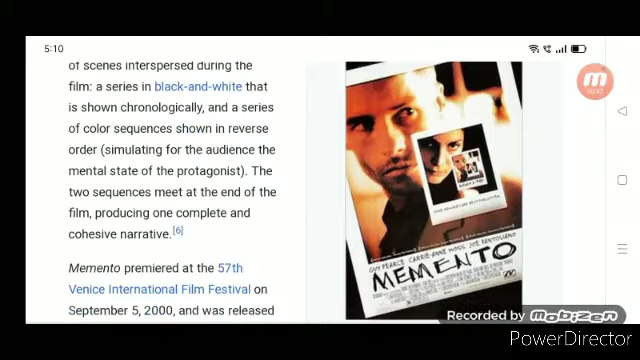 5:10
of scenes interspersed during the
film: a series in black-and-white that
is shown chronologically, and a series
of color sequences shown in reverse
order (simulating for the audience the
mental state of the protagonist). The
two sequences meet at the end of the
film, producing one complete and
cohesive narrative.[6]
Memento premiered at the 57th
Venice International Film Festival on
September 5, 2000, and was released
00:47
GUY PEARCE CARRIE-ANNE MOSS JOE PANTOLIANO
MEMENTO
Recorded by Mobizen
PowerDirector